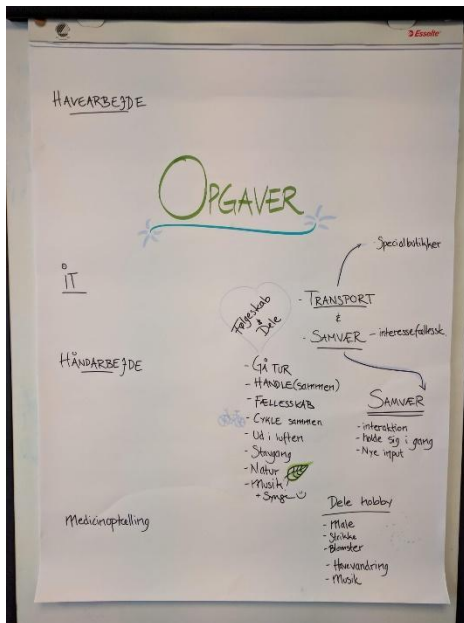 Esselte
HAVEARBEJDE
OPGAVER
Specialbutikker
IT
Følgeskab
&
Dele
- TRANSPORT
&
- SAMVÆR - interessefællessk.
HÅNDARBEJDE
- GÅ TUR
- HANDLE (sammen)
- FÆLLESSKAB
- CYKLE sammen
- Ud i luften
- Stavgang
- Natur
- Musik
- Synge
SAMVÆR
- interaktion
- holde sig i gang
- Nye input
Medicinoptælling
Dele hobby
- Male
- Strikke
- Blomster
- Havevandring
- Musik